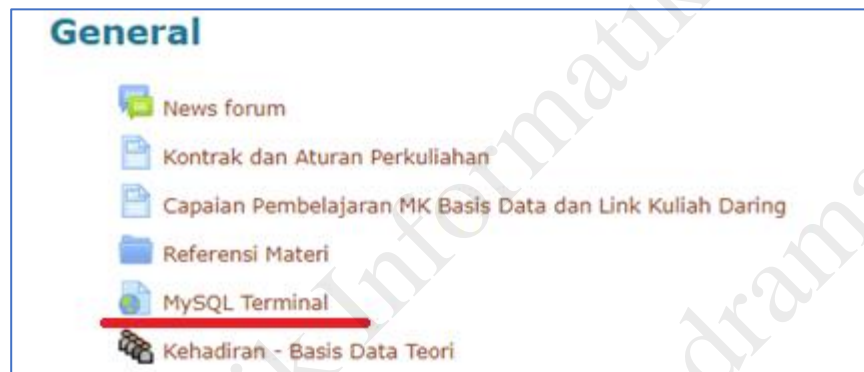 General
News forum
Kontrak dan Aturan Perkuliahan
Capaian Pembelajaran MK Basis Data dan Link Kuliah Daring
Referensi Materi
MySQL Terminal
Kehadiran - Basis Data Teori